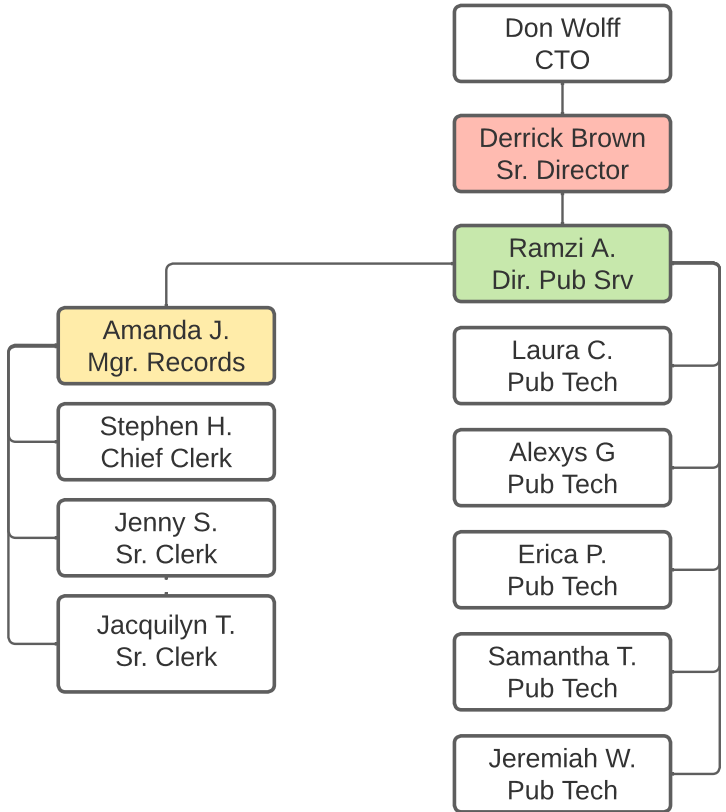 Don Wolff
CTO
Derrick Brown
Sr. Director
Ramzi A.
Dir. Pub Srv
Amanda J.
Mgr. Records
Stephen H.
Chief Clerk
Jenny S.
Sr. Clerk
Jacquilyn T.
Sr. Clerk
Laura C.
Pub Tech
Alexys G
Pub Tech
Erica P.
Pub Tech
Samantha T.
Pub Tech
Jeremiah W.
Pub Tech